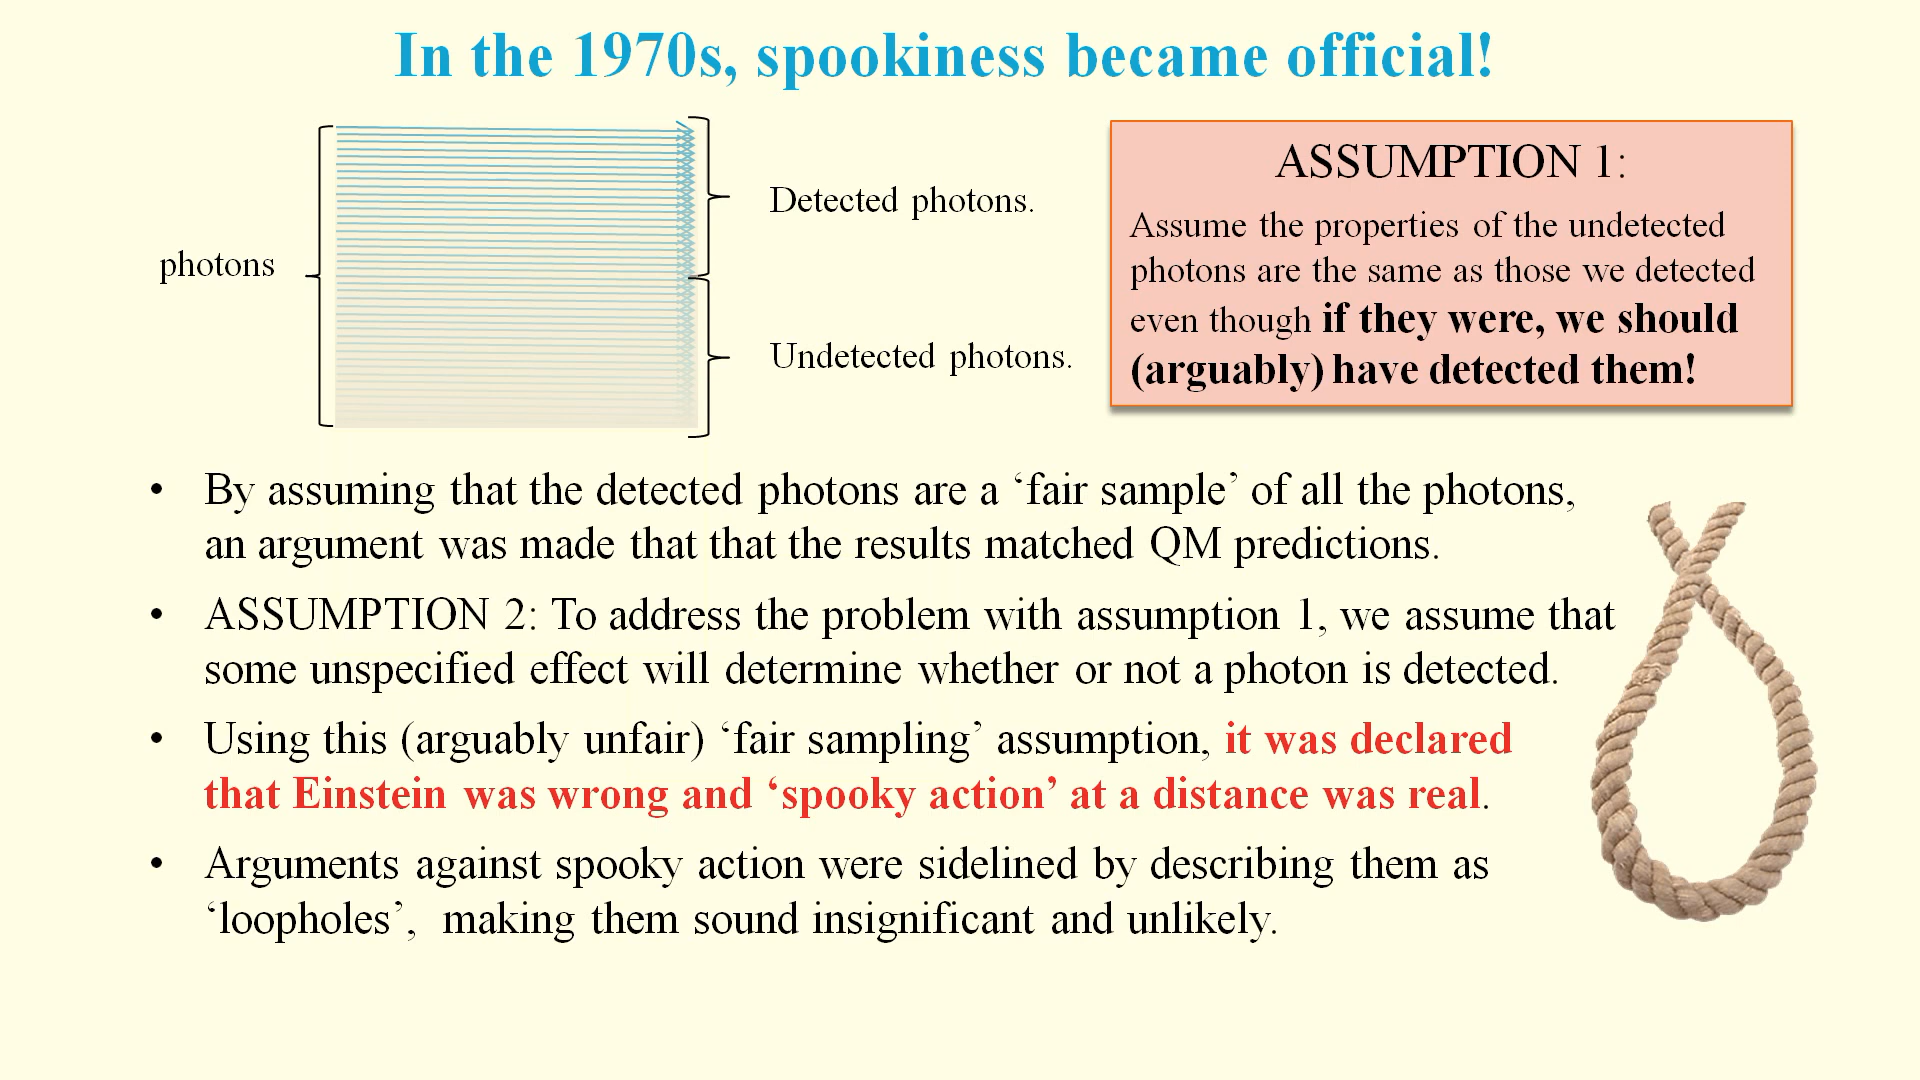 In the 1970s, spookiness became official!
photons
Detected photons.
Undetected photons.
ASSUMPTION 1:
Assume the properties of the undetected
photons are the same as those we detected
even though if they were, we should
(arguably) have detected them!
• By assuming that the detected photons are a ‘fair sample’ of all the photons,
an argument was made that that the results matched QM predictions.
• ASSUMPTION 2: To address the problem with assumption 1, we assume that
some unspecified effect will determine whether or not a photon is detected.
• Using this (arguably unfair) ‘fair sampling’ assumption, it was declared
that Einstein was wrong and ‘spooky action’ at a distance was real.
• Arguments against spooky action were sidelined by describing them as
‘loopholes’, making them sound insignificant and unlikely.